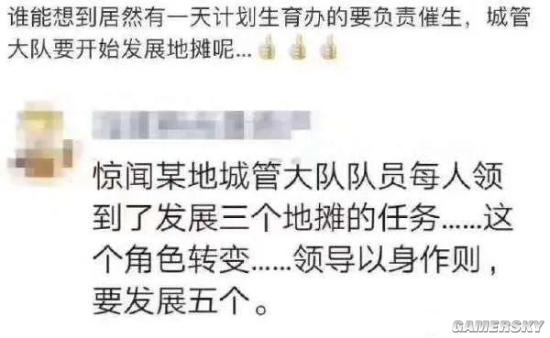 谁能想到居然有一天计划生育办的要负责催生，城管
大队要开始发展地摊呢...👍👍👍
惊闻某地城管大队队员每人领
到了发展三个地摊的任务......这
个角色转变......领导以身作则，
要发展五个。
GAMERSKY